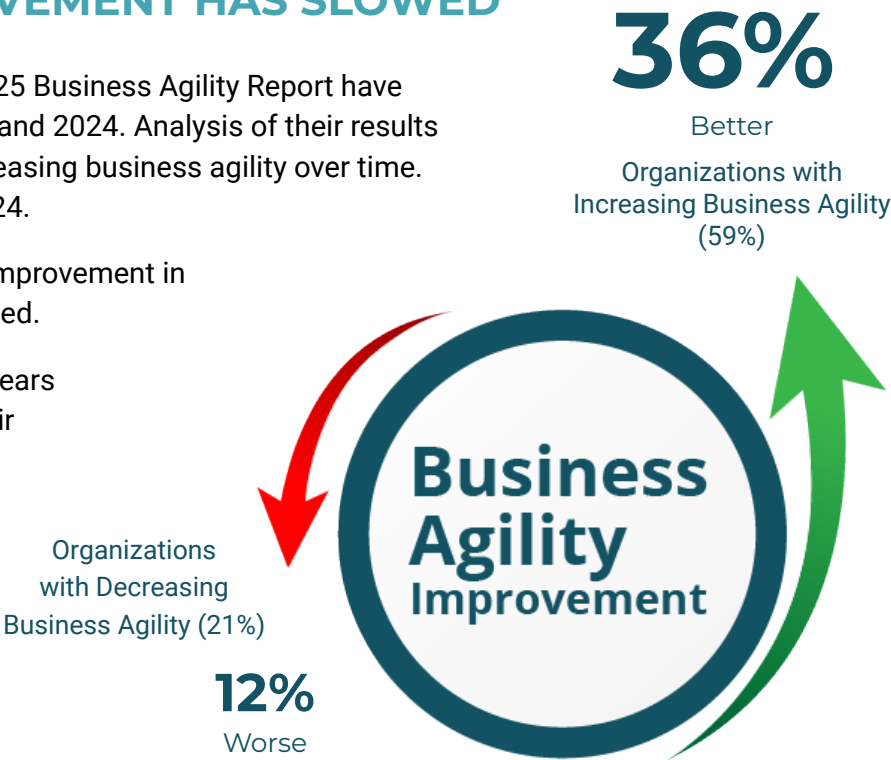 VEMENT HAS SLOWED
25 Business Agility Report have
and 2024. Analysis of their results
easing business agility over time.
24.
mprovement in
ed.
ears
ir
36%
Better
Organizations with
Increasing Business Agility
(59%)
Business
Agility
Improvement
Organizations
with Decreasing
Business Agility (21%)
12%
Worse